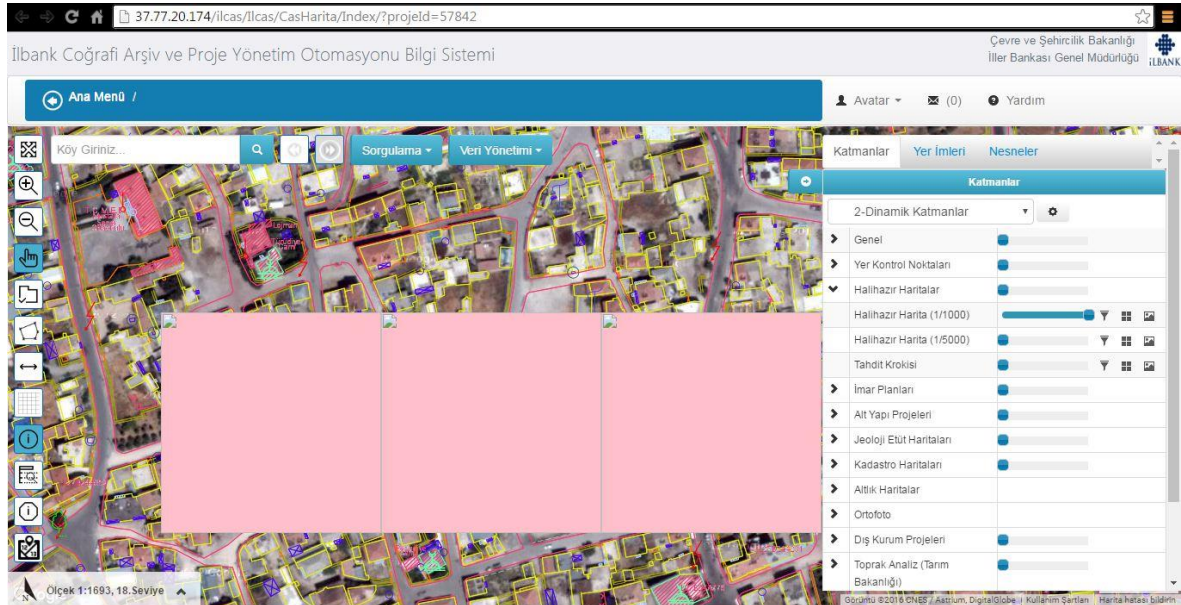 37.77.20.174/ilcas/Ilcas/CasHarita/Index/?projeId=57842
İlbank Coğrafi Arşiv ve Proje Yönetim Otomasyonu Bilgi Sistemi
Çevre ve Şehircilik Bakanlığı
İller Bankası Genel Müdürlüğü
İLBANK
Ana Menü /
Avatar
(0)
Yardım
Köy Giriniz...
Sorgulama
Veri Yönetimi
Katmanlar
Yer İmleri
Nesneler
Katmanlar
2-Dinamik Katmanlar
Genel
Yer Kontrol Noktaları
Halihazır Haritalar
Halihazır Harita (1/1000)
Halihazır Harita (1/5000)
Tahdit Krokisi
İmar Planları
Alt Yapı Projeleri
Jeoloji Etüt Haritaları
Kadastro Haritaları
Altlık Haritalar
Ortofoto
Dış Kurum Projeleri
Toprak Analiz (Tarım
Bakanlığı)
N
Ölçek 1:1693, 18.Seviye
Görüntü ©2016 CNES / Astrium, DigitalGlobe
Kullanım Şartları
Harita hatası bildirin